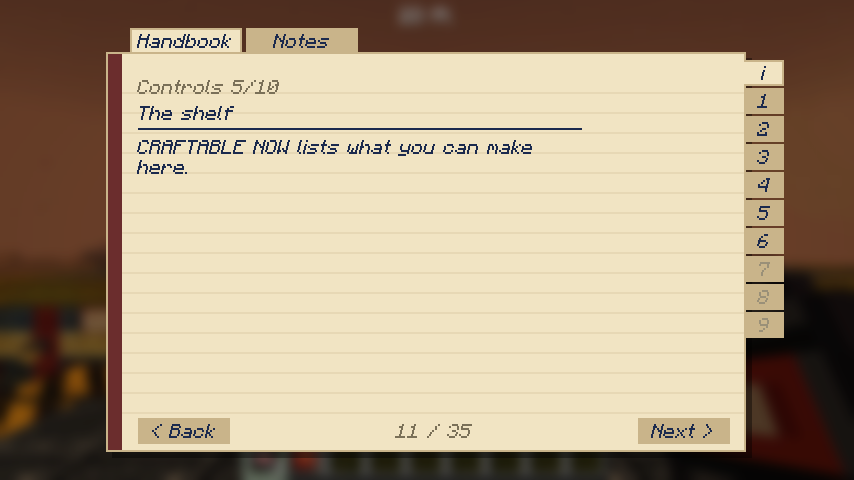 Handbook
Notes
Controls 5/10
The shelf
CRAFTABLE NOW lists what you can make
here.
i
1
2
3
4
5
6
7
8
9
< Back
11 / 35
Next >